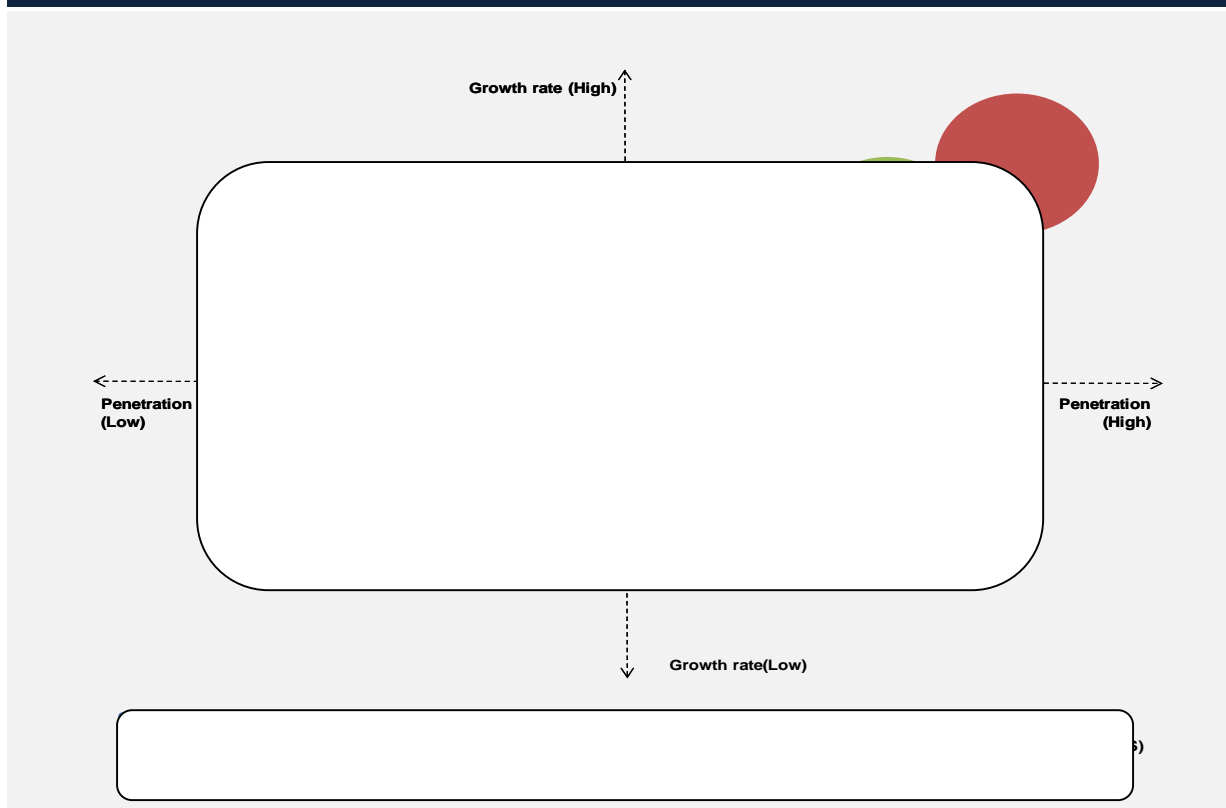 Growth rate (High)
Penetration
(Low)
Penetration
(High)
Growth rate(Low)